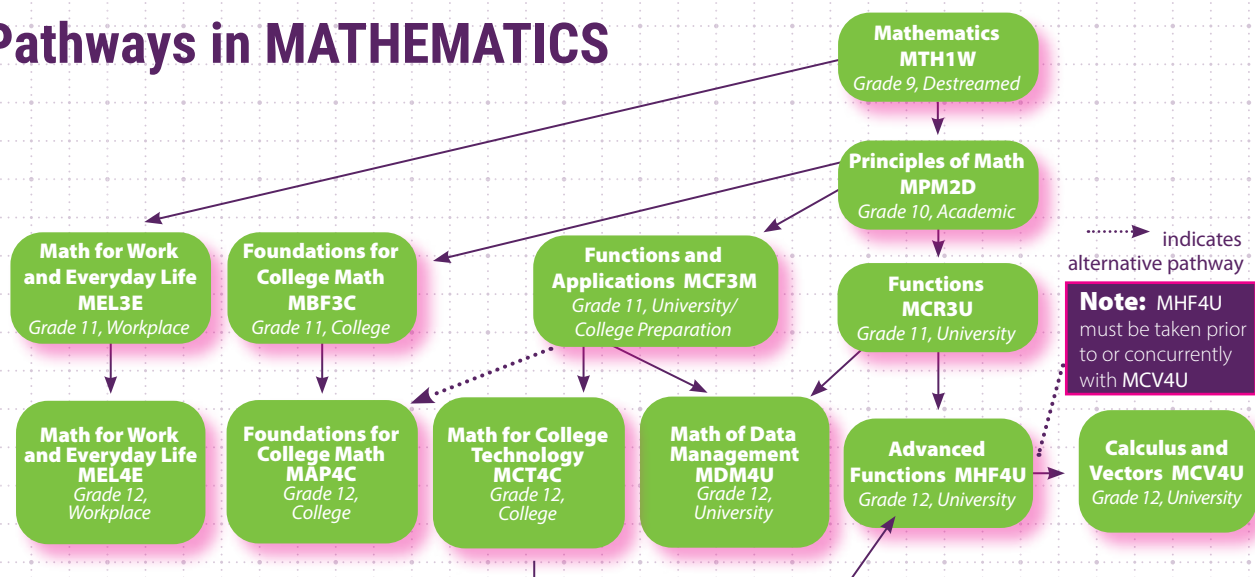 Pathways in MATHEMATICS
Mathematics
MTH1W
Grade 9, Destreamed
Principles of Math
MPM2D
Grade 10, Academic
Math for Work
and Everyday Life
MEL3E
Grade 11, Workplace
Foundations for
College Math
MBF3C
Grade 11, College
Functions and
Applications MCF3M
Grade 11, University/
College Preparation
Functions
MCR3U
Grade 11, University
indicates
alternative pathway
Note: MHF4U
must be taken prior
to or concurrently
with MCV4U
Math for Work
and Everyday Life
MEL4E
Grade 12,
Workplace
Foundations for
College Math
MAP4C
Grade 12,
College
Math for College
Technology
MCT4C
Grade 12,
College
Math of Data
Management
MDM4U
Grade 12,
University
Advanced
Functions MHF4U
Grade 12, University
Calculus and
Vectors MCV4U
Grade 12, University